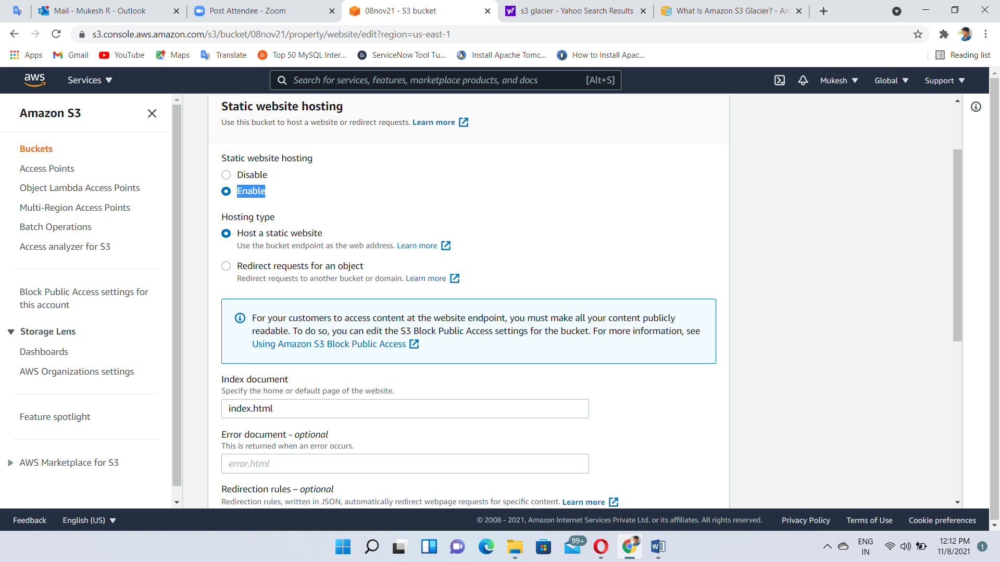 Mail - Mukesh R - Outlook
Post Attendee - Zoom
08nov21 - S3 bucket
s3 glacier - Yahoo Search Results
What Is Amazon S3 Glacier? - Am
s3.console.aws.amazon.com/s3/bucket/08nov21/property/website/edit?region=us-east-1
Apps
Gmail
YouTube
Maps
Translate
Top 50 MySQL Inter...
ServiceNow Tool Tu...
Install Apache Tomc...
How to Install Apac...
Reading list
aws
Services
Search for services, features, marketplace products, and docs
[Alt+S]
Mukesh
Global
Support
Amazon S3
Buckets
Access Points
Object Lambda Access Points
Multi-Region Access Points
Batch Operations
Access analyzer for S3
Block Public Access settings for
this account
Storage Lens
Dashboards
AWS Organizations settings
Feature spotlight
AWS Marketplace for S3
Static website hosting
Use this bucket to host a website or redirect requests. Learn more
Static website hosting
Disable
Enable
Hosting type
Host a static website
Use the bucket endpoint as the web address. Learn more
Redirect requests for an object
Redirect requests to another bucket or domain. Learn more
For your customers to access content at the website endpoint, you must make all your content publicly
readable. To do so, you can edit the S3 Block Public Access settings for the bucket. For more information, see
Using Amazon S3 Block Public Access
Index document
Specify the home or default page of the website.
index.html
Error document - optional
This is returned when an error occurs.
error.html
Redirection rules – optional
Redirection rules, written in JSON, automatically redirect webpage requests for specific content. Learn more
Feedback
English (US)
© 2008 - 2021, Amazon Internet Services Private Ltd. or its affiliates. All rights reserved.
Privacy Policy
Terms of Use
Cookie preferences
99+
ENG
IN
12:12 PM
11/8/2021
1